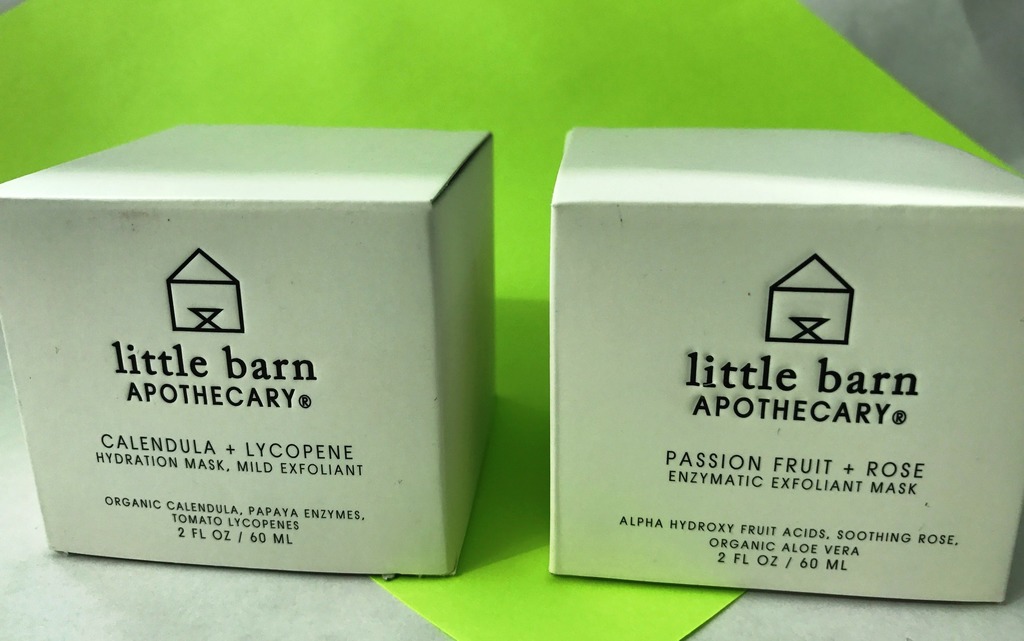 little barn
APOTHECARY®
CALENDULA + LYCOPENE
HYDRATION MASK, MILD EXFOLIANT
ORGANIC CALENDULA, PAPAYA ENZYMES,
TOMATO LYCOPENES
2 FL OZ / 60 ML
little barn
APOTHECARY®
PASSION FRUIT + ROSE
ENZYMATIC EXFOLIANT MASK
ALPHA HYDROXY FRUIT ACIDS, SOOTHING ROSE,
ORGANIC ALOE VERA
2 FL OZ / 60 ML